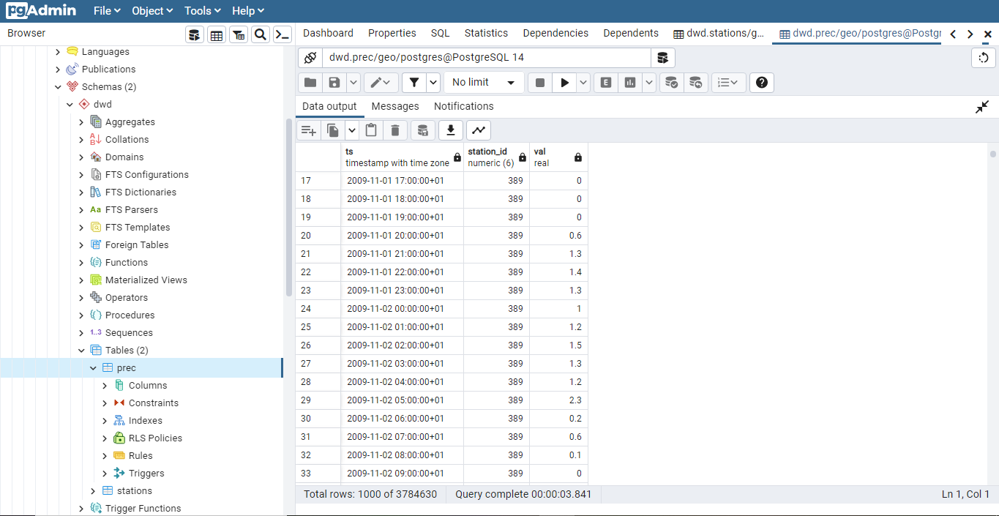 pgAdmin File Object Tools Help
Browser
Dashboard Properties SQL Statistics Dependencies Dependents dwd.stations/g... dwd.prec/geo/postgres@Postgr
dwd.prec/geo/postgres@PostgreSQL 14
No limit
E
Data output Messages Notifications
Languages
Publications
Schemas (2)
dwd
Aggregates
Collations
Domains
FTS Configurations
FTS Dictionaries
Aa FTS Parsers
FTS Templates
Foreign Tables
Functions
Materialized Views
Operators
Procedures
1..3 Sequences
Tables (2)
prec
Columns
Constraints
Indexes
RLS Policies
Rules
Triggers
stations
Trigger Functions
ts station_id val
timestamp with time zone numeric (6) real
17 2009-11-01 17:00:00+01 389 0
18 2009-11-01 18:00:00+01 389 0
19 2009-11-01 19:00:00+01 389 0
20 2009-11-01 20:00:00+01 389 0.6
21 2009-11-01 21:00:00+01 389 1.3
22 2009-11-01 22:00:00+01 389 1.4
23 2009-11-01 23:00:00+01 389 1.3
24 2009-11-02 00:00:00+01 389 1
25 2009-11-02 01:00:00+01 389 1.2
26 2009-11-02 02:00:00+01 389 1.5
27 2009-11-02 03:00:00+01 389 1.3
28 2009-11-02 04:00:00+01 389 1.2
29 2009-11-02 05:00:00+01 389 2.3
30 2009-11-02 06:00:00+01 389 0.2
31 2009-11-02 07:00:00+01 389 0.6
32 2009-11-02 08:00:00+01 389 0.1
33 2009-11-02 09:00:00+01 389 0
Total rows: 1000 of 3784630 Query complete 00:00:03.841 Ln 1, Col 1